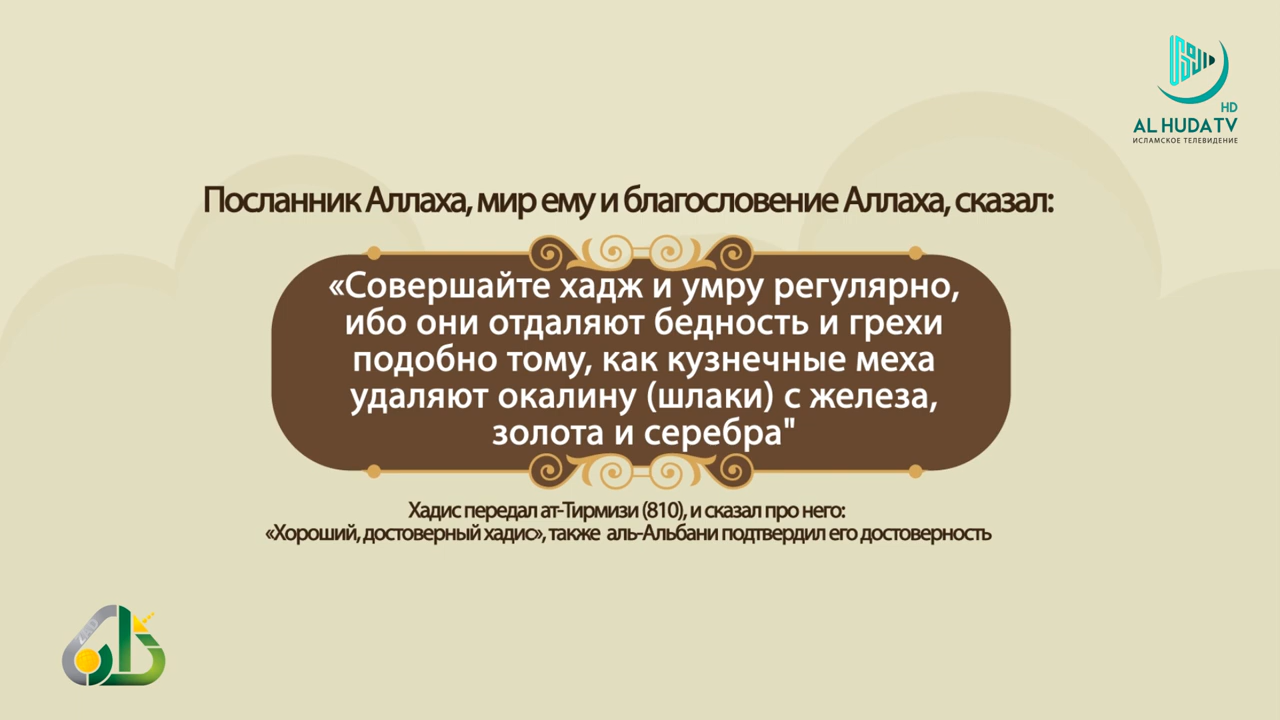 HD
AL HUDA TV
ИСЛАМСКОЕ ТЕЛЕВИДЕНИЕ
Посланник Аллаха, мир ему и благословение Аллаха, сказал:
«Совершайте хадж и умру регулярно,
ибо они отдаляют бедность и грехи
подобно тому, как кузнечные меха
удаляют окалину (шлаки) с железа,
золота и серебра"
Хадис передал ат-Тирмизи (810), и сказал про него:
«Хороший, достоверный хадис», также аль-Альбани подтвердил его достоверность